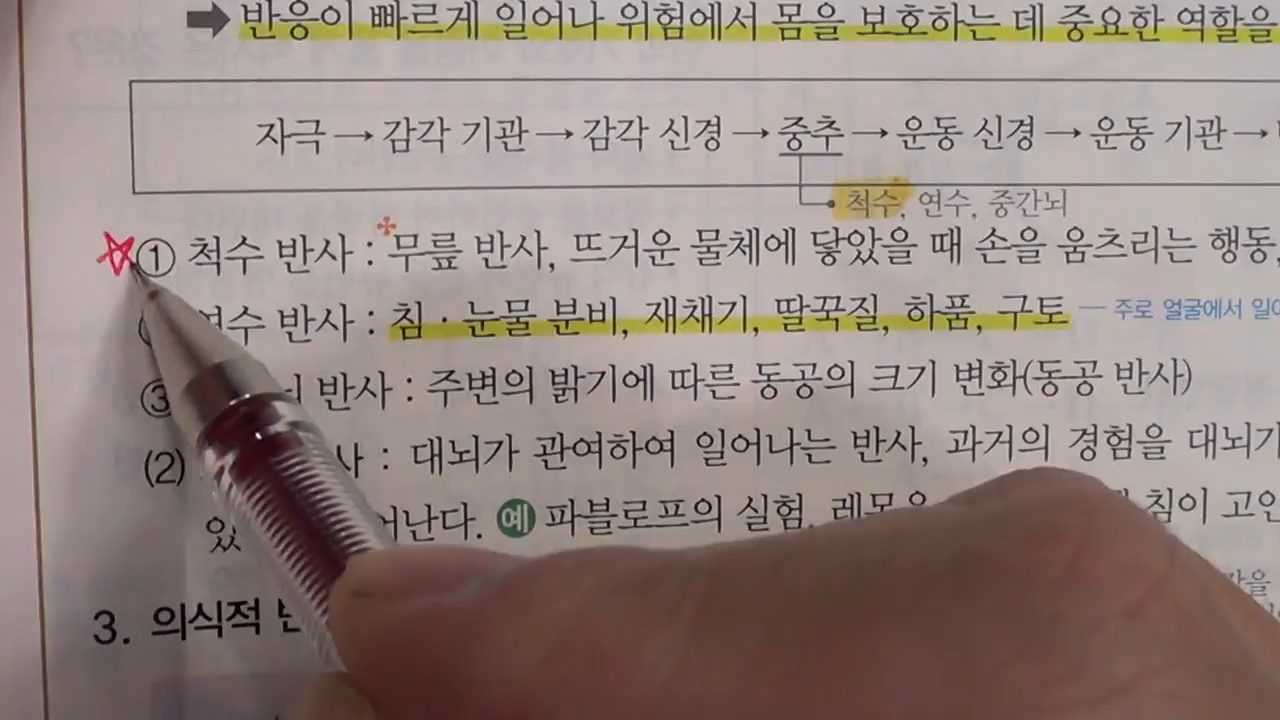 ➡ 반응이 빠르게 일어나 위험에서 몸을 보호하는 데 중요한 역할을
자극 → 감각 기관 → 감각 신경 → 중추 → 운동 신경 → 운동 기관 →
척수, 연수, 중간뇌
① 척수 반사 : *무릎 반사, 뜨거운 물체에 닿았을 때 손을 움츠리는 행동,
연수 반사 : 침 · 눈물 분비, 재채기, 딸꾹질, 하품, 구토 — 주로 얼굴에서
③ 반사 : 주변의 밝기에 따른 동공의 크기 변화(동공 반사)
(2) : 대뇌가 관여하여 일어나는 반사, 과거의 경험을 대뇌가
있 어난다. 예 파블로프의 실험, 레몬 침이 고인
3. 의식적